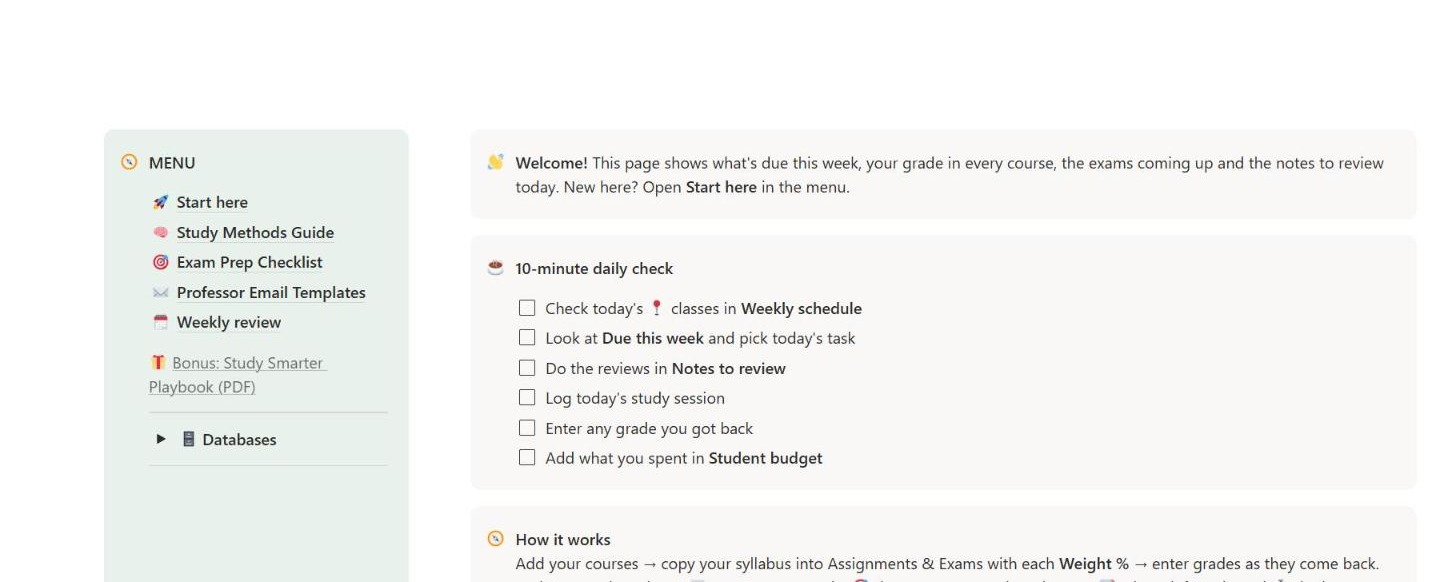 MENU
Start here
Study Methods Guide
Exam Prep Checklist
Professor Email Templates
Weekly review
Bonus: Study Smarter
Playbook (PDF)
Databases
Welcome! This page shows what's due this week, your grade in every course, the exams coming up and the notes to review
today. New here? Open Start here in the menu.
10-minute daily check
Check today's 📍 classes in Weekly schedule
Look at Due this week and pick today's task
Do the reviews in Notes to review
Log today's study session
Enter any grade you got back
Add what you spent in Student budget
How it works
Add your courses → copy your syllabus into Assignments & Exams with each Weight % → enter grades as they come back.